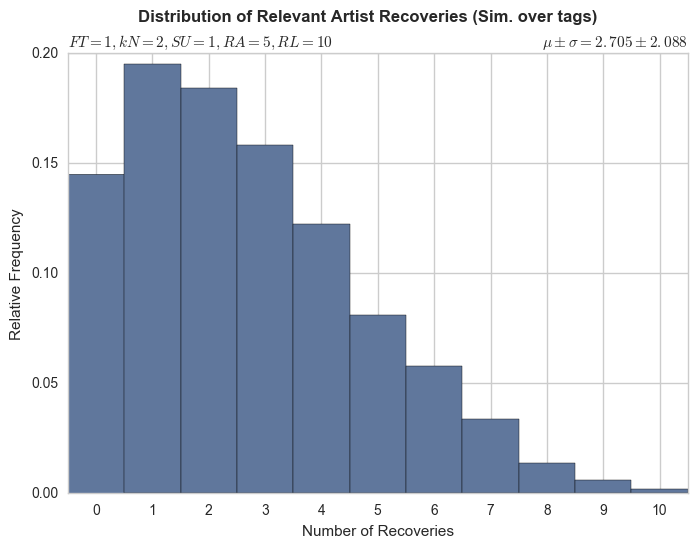 Distribution of Relevant Artist Recoveries (Sim. over tags)
FT = 1, kN = 2, SU = 1, RA = 5, RL = 10
μ ± σ = 2.705 ± 2.088
0.20
0.15
0.10
0.05
0.00
Relative Frequency
0 1 2 3 4 5 6 7 8 9 10
Number of Recoveries